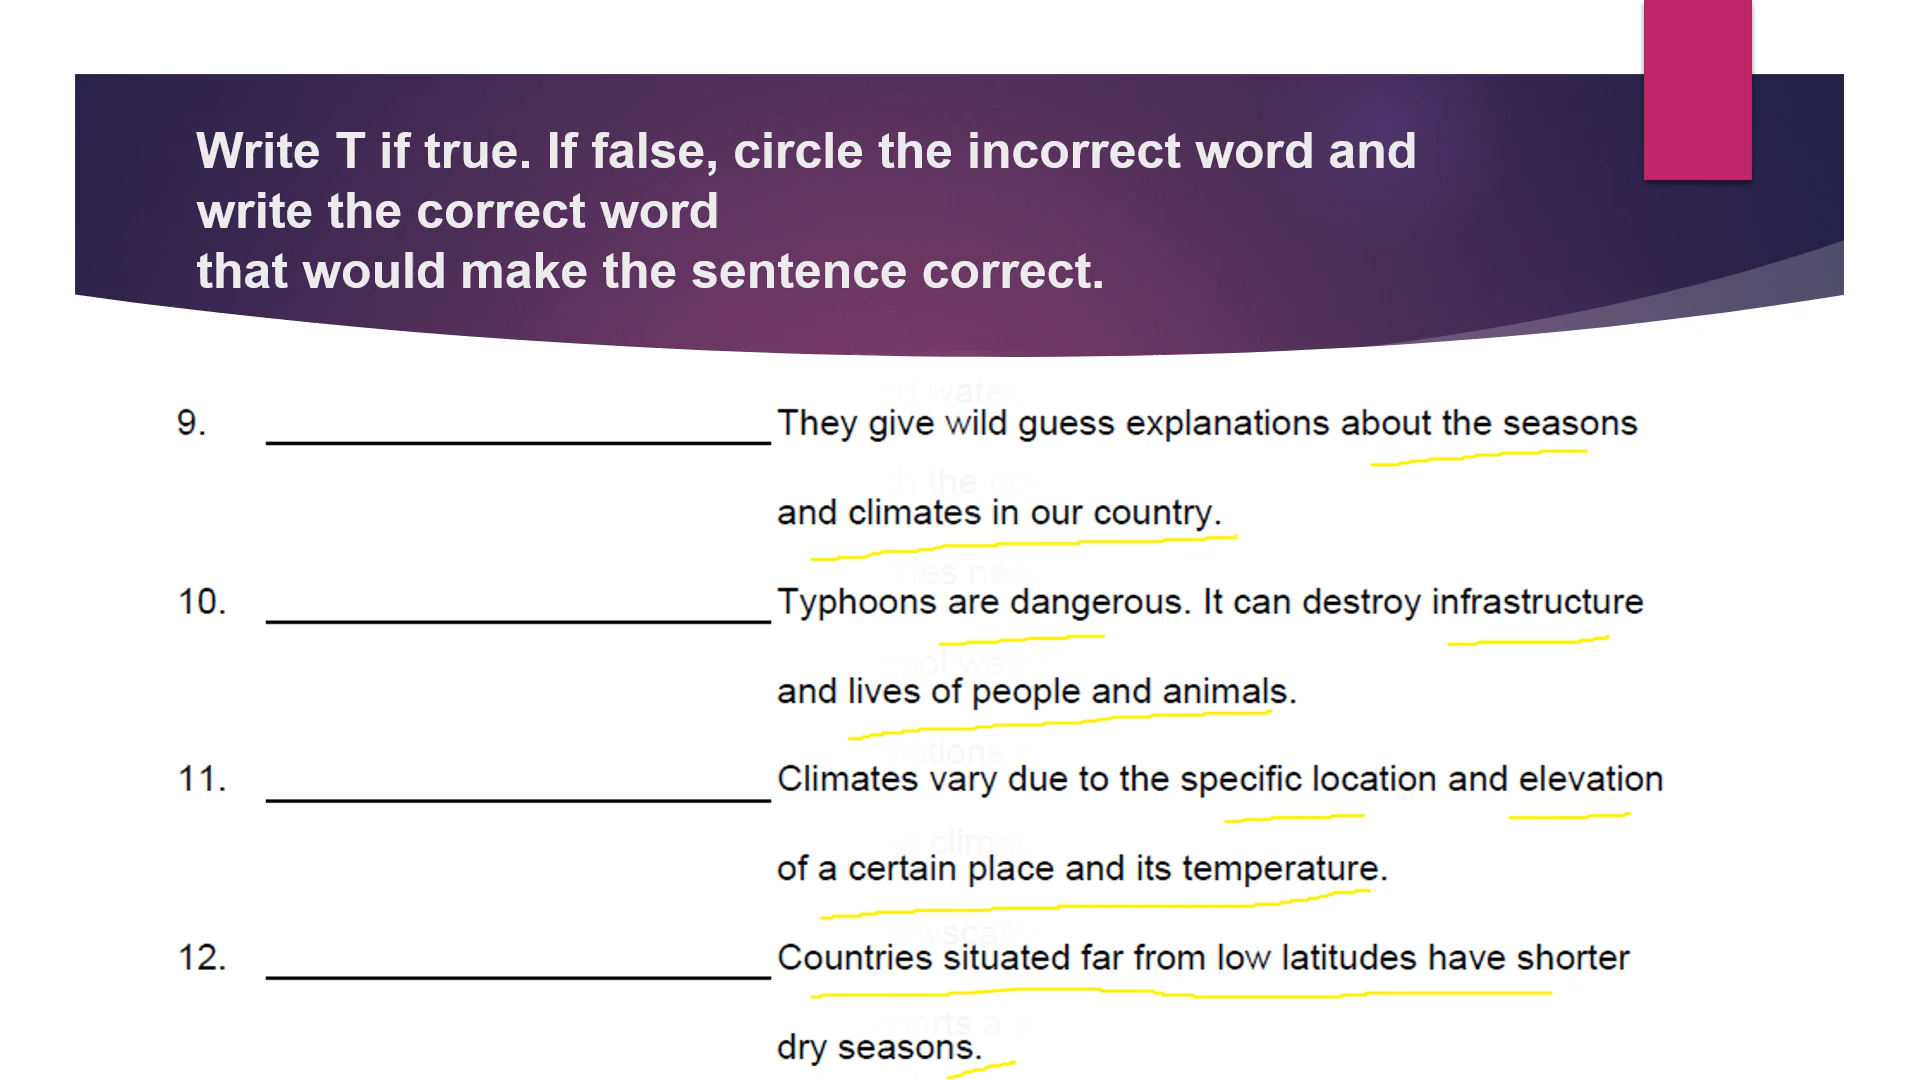 Write T if true. If false, circle the incorrect word and
write the correct word
that would make the sentence correct.
9. They give wild guess explanations about the seasons
and climates in our country.
10. Typhoons are dangerous. It can destroy infrastructure
and lives of people and animals.
11. Climates vary due to the specific location and elevation
of a certain place and its temperature.
12. Countries situated far from low latitudes have shorter
dry seasons.